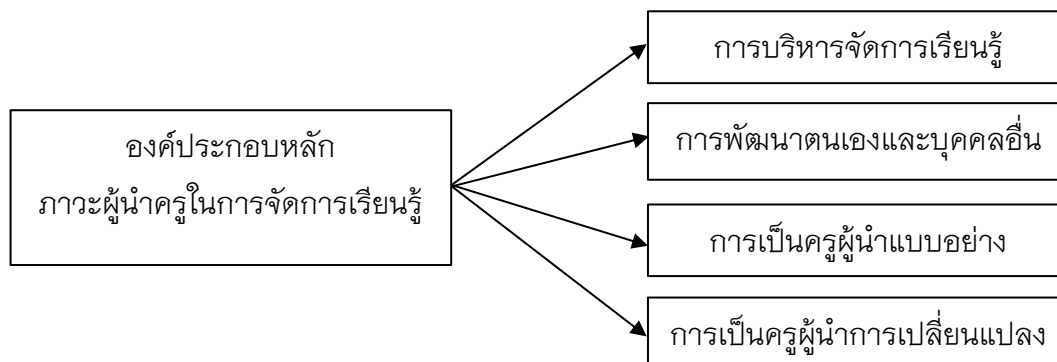 องค์ประกอบหลัก
ภาวะผู้นำครูในการจัดการเรียนรู้
การบริหารจัดการเรียนรู้
การพัฒนาตนเองและบุคคลอื่น
การเป็นครูผู้นำแบบอย่าง
การเป็นครูผู้นำการเปลี่ยนแปลง